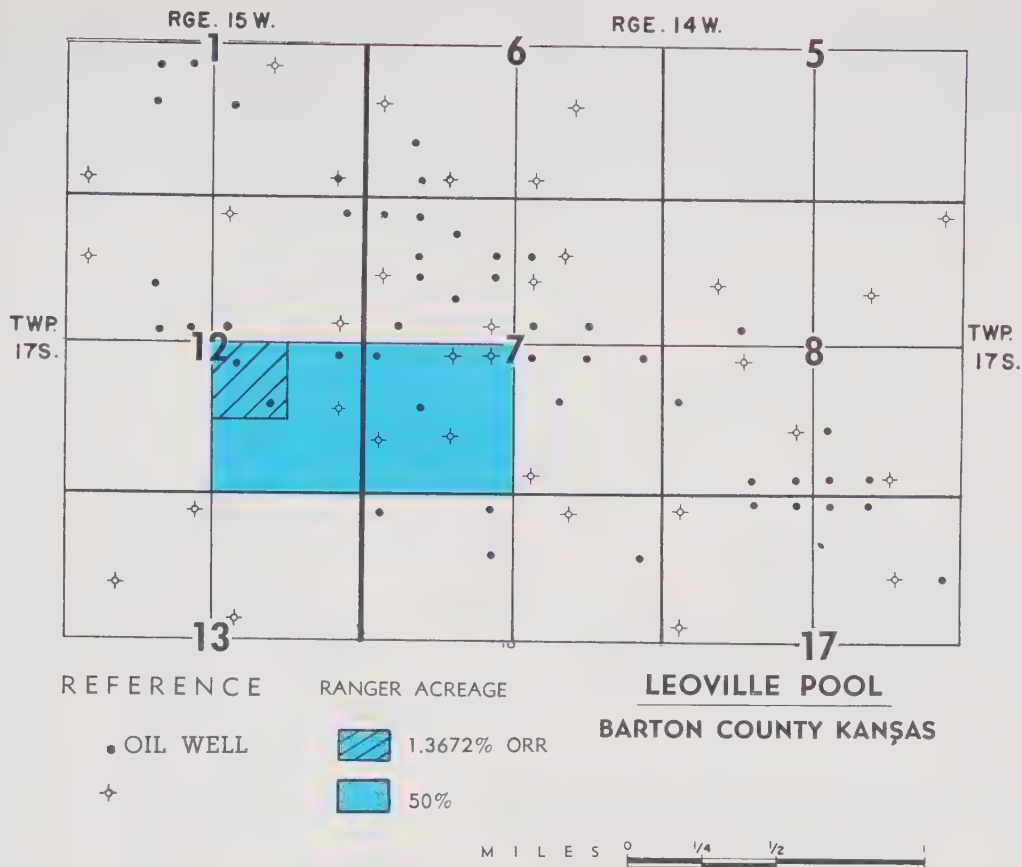 RGE. 15 W. RGE. 14 W.
1 6 5
TWP. 17S. 12 7 8 TWP. 17S.
13 17
REFERENCE
OIL WELL
RANGER ACREAGE
1.3672% ORR
50%
LEOVILLE POOL
BARTON COUNTY KANŞAS
MILES 0 1/4 1/2 1